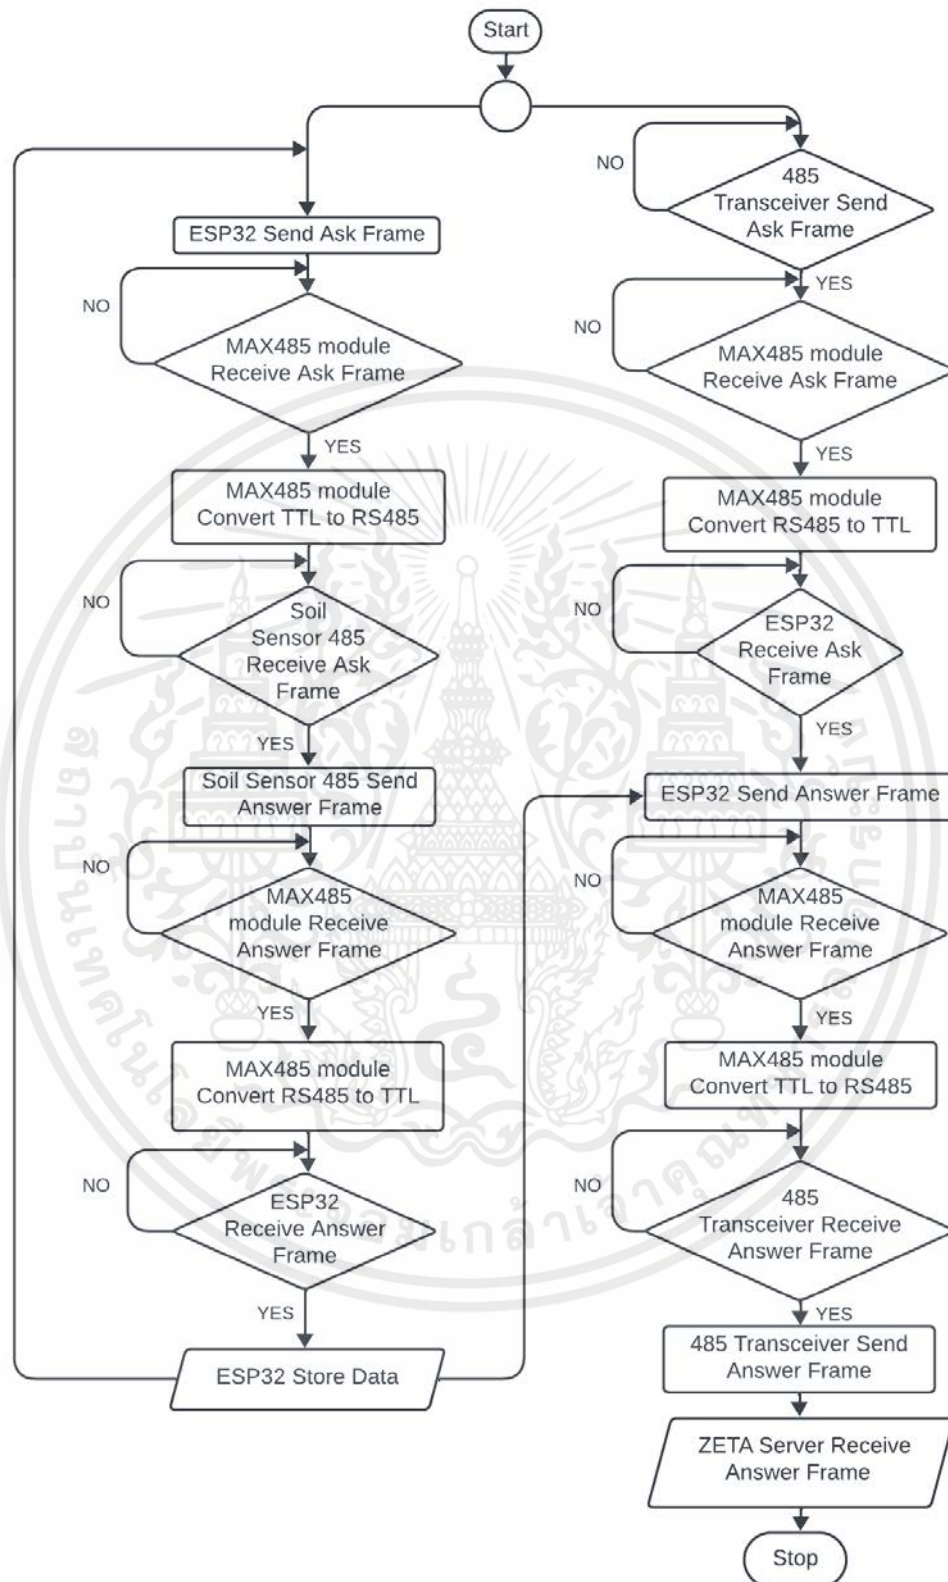 Start
485
Transceiver Send
Ask Frame
NO
YES
ESP32 Send Ask Frame
NO
MAX485 module
Receive Ask Frame
YES
NO
MAX485 module
Receive Ask Frame
YES
MAX485 module
Convert TTL to RS485
MAX485 module
Convert RS485 to TTL
NO
Soil
Sensor 485
Receive Ask
Frame
YES
NO
ESP32
Receive Ask
Frame
YES
Soil Sensor 485 Send
Answer Frame
ESP32 Send Answer Frame
NO
MAX485
module Receive
Answer Frame
YES
NO
MAX485
module Receive
Answer Frame
YES
MAX485 module
Convert RS485 to TTL
MAX485 module
Convert TTL to RS485
NO
ESP32
Receive Answer
Frame
YES
NO
485
Transceiver Receive
Answer Frame
YES
ESP32 Store Data
485 Transceiver Send
Answer Frame
ZETA Server Receive
Answer Frame
Stop